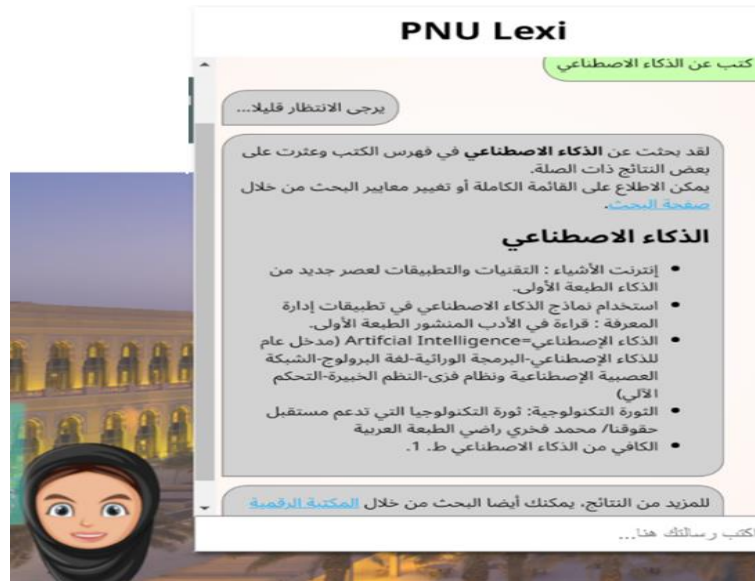 PNU Lexi
كتب عن الذكاء الاصطناعي
يرجى الانتظار قليلا...
لقد بحثت عن الذكاء الاصطناعي في فهرس الكتب وعثرت على
بعض النتائج ذات الصلة.
يمكن الاطلاع على القائمة الكاملة أو تغيير معايير البحث من خلال
صفحة البحث.
الذكاء الاصطناعي
إنترنت الأشياء : التقنيات والتطبيقات لعصر جديد من
الذكاء الطبعة الأولى.
استخدام نماذج الذكاء الاصطناعي في تطبيقات إدارة
المعرفة : قراءة في الأدب المنشور الطبعة الأولى.
الذكاء الإصطناعي=Artifcial Intelligence (مدخل عام
للذكاء الإصطناعي-البرمجة الوراثية-لغة البرولوج-الشبكة
العصبية الإصطناعية ونظام فزى-النظم الخبيرة-التحكم
الآلي)
الثورة التكنولوجية: ثورة التكنولوجيا التي تدعم مستقبل
حقوقنا/ محمد فخري راضي الطبعة العربية
الكافي من الذكاء الاصطناعي ط. 1.
للمزيد من النتائج، يمكنك أيضا البحث من خلال المكتبة الرقمية
اكتب رسالتك هنا...